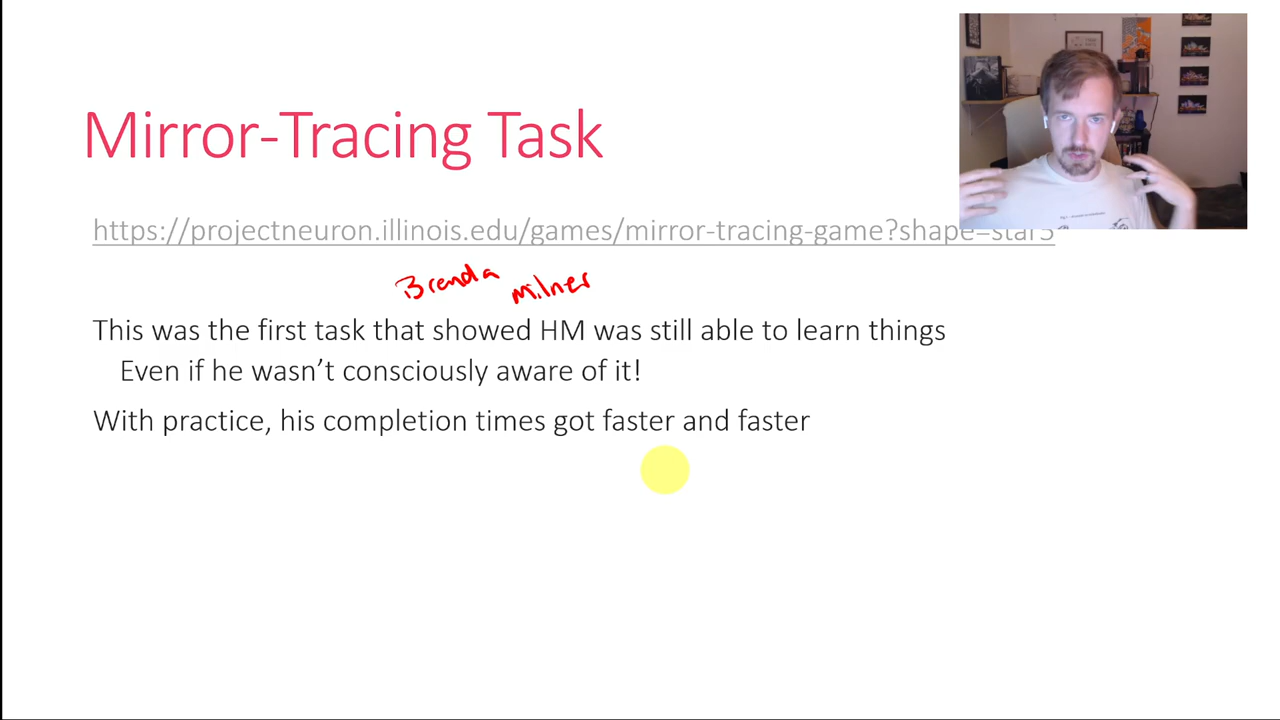 Mirror-Tracing Task
https://projectneuron.illinois.edu/games/mirror-tracing-game?shape=star5
Brenda Milner
This was the first task that showed HM was still able to learn things
Even if he wasn’t consciously aware of it!
With practice, his completion times got faster and faster